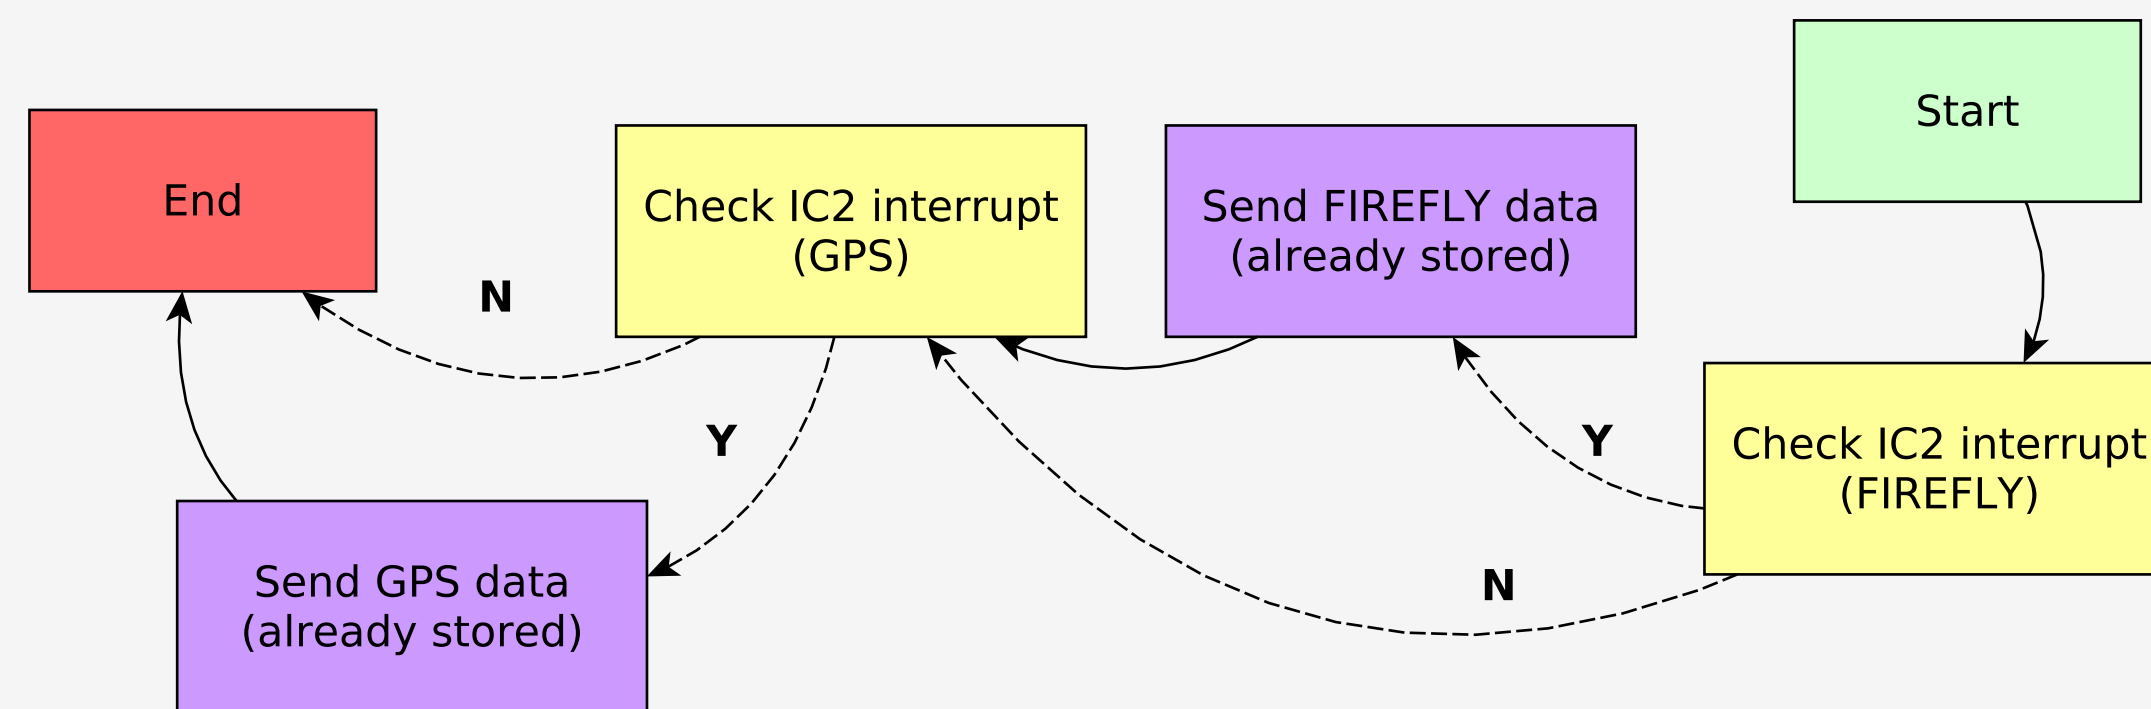 Start
End
Check IC2 interrupt
(GPS)
Send FIREFLY data
(already stored)
N
Y
Y
Check IC2 interrupt
(FIREFLY)
N
Send GPS data
(already stored)